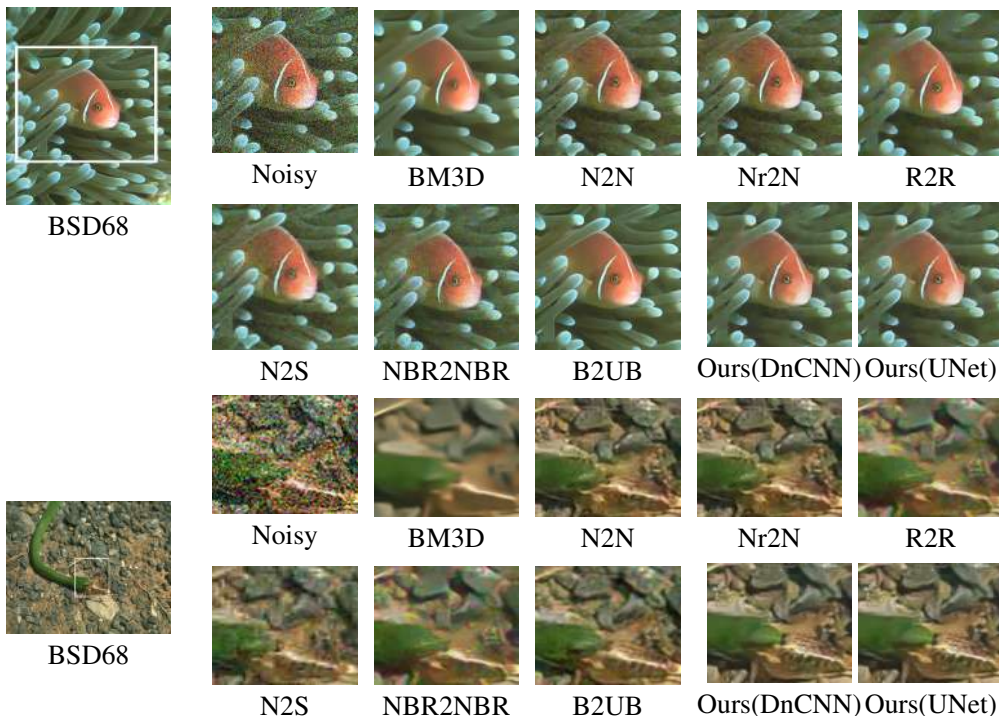 Noisy BM3D N2N Nr2N R2R
BSD68
N2S NBR2NBR B2UB Ours(DnCNN) Ours(UNet)
Noisy BM3D N2N Nr2N R2R
BSD68
N2S NBR2NBR B2UB Ours(DnCNN) Ours(UNet)